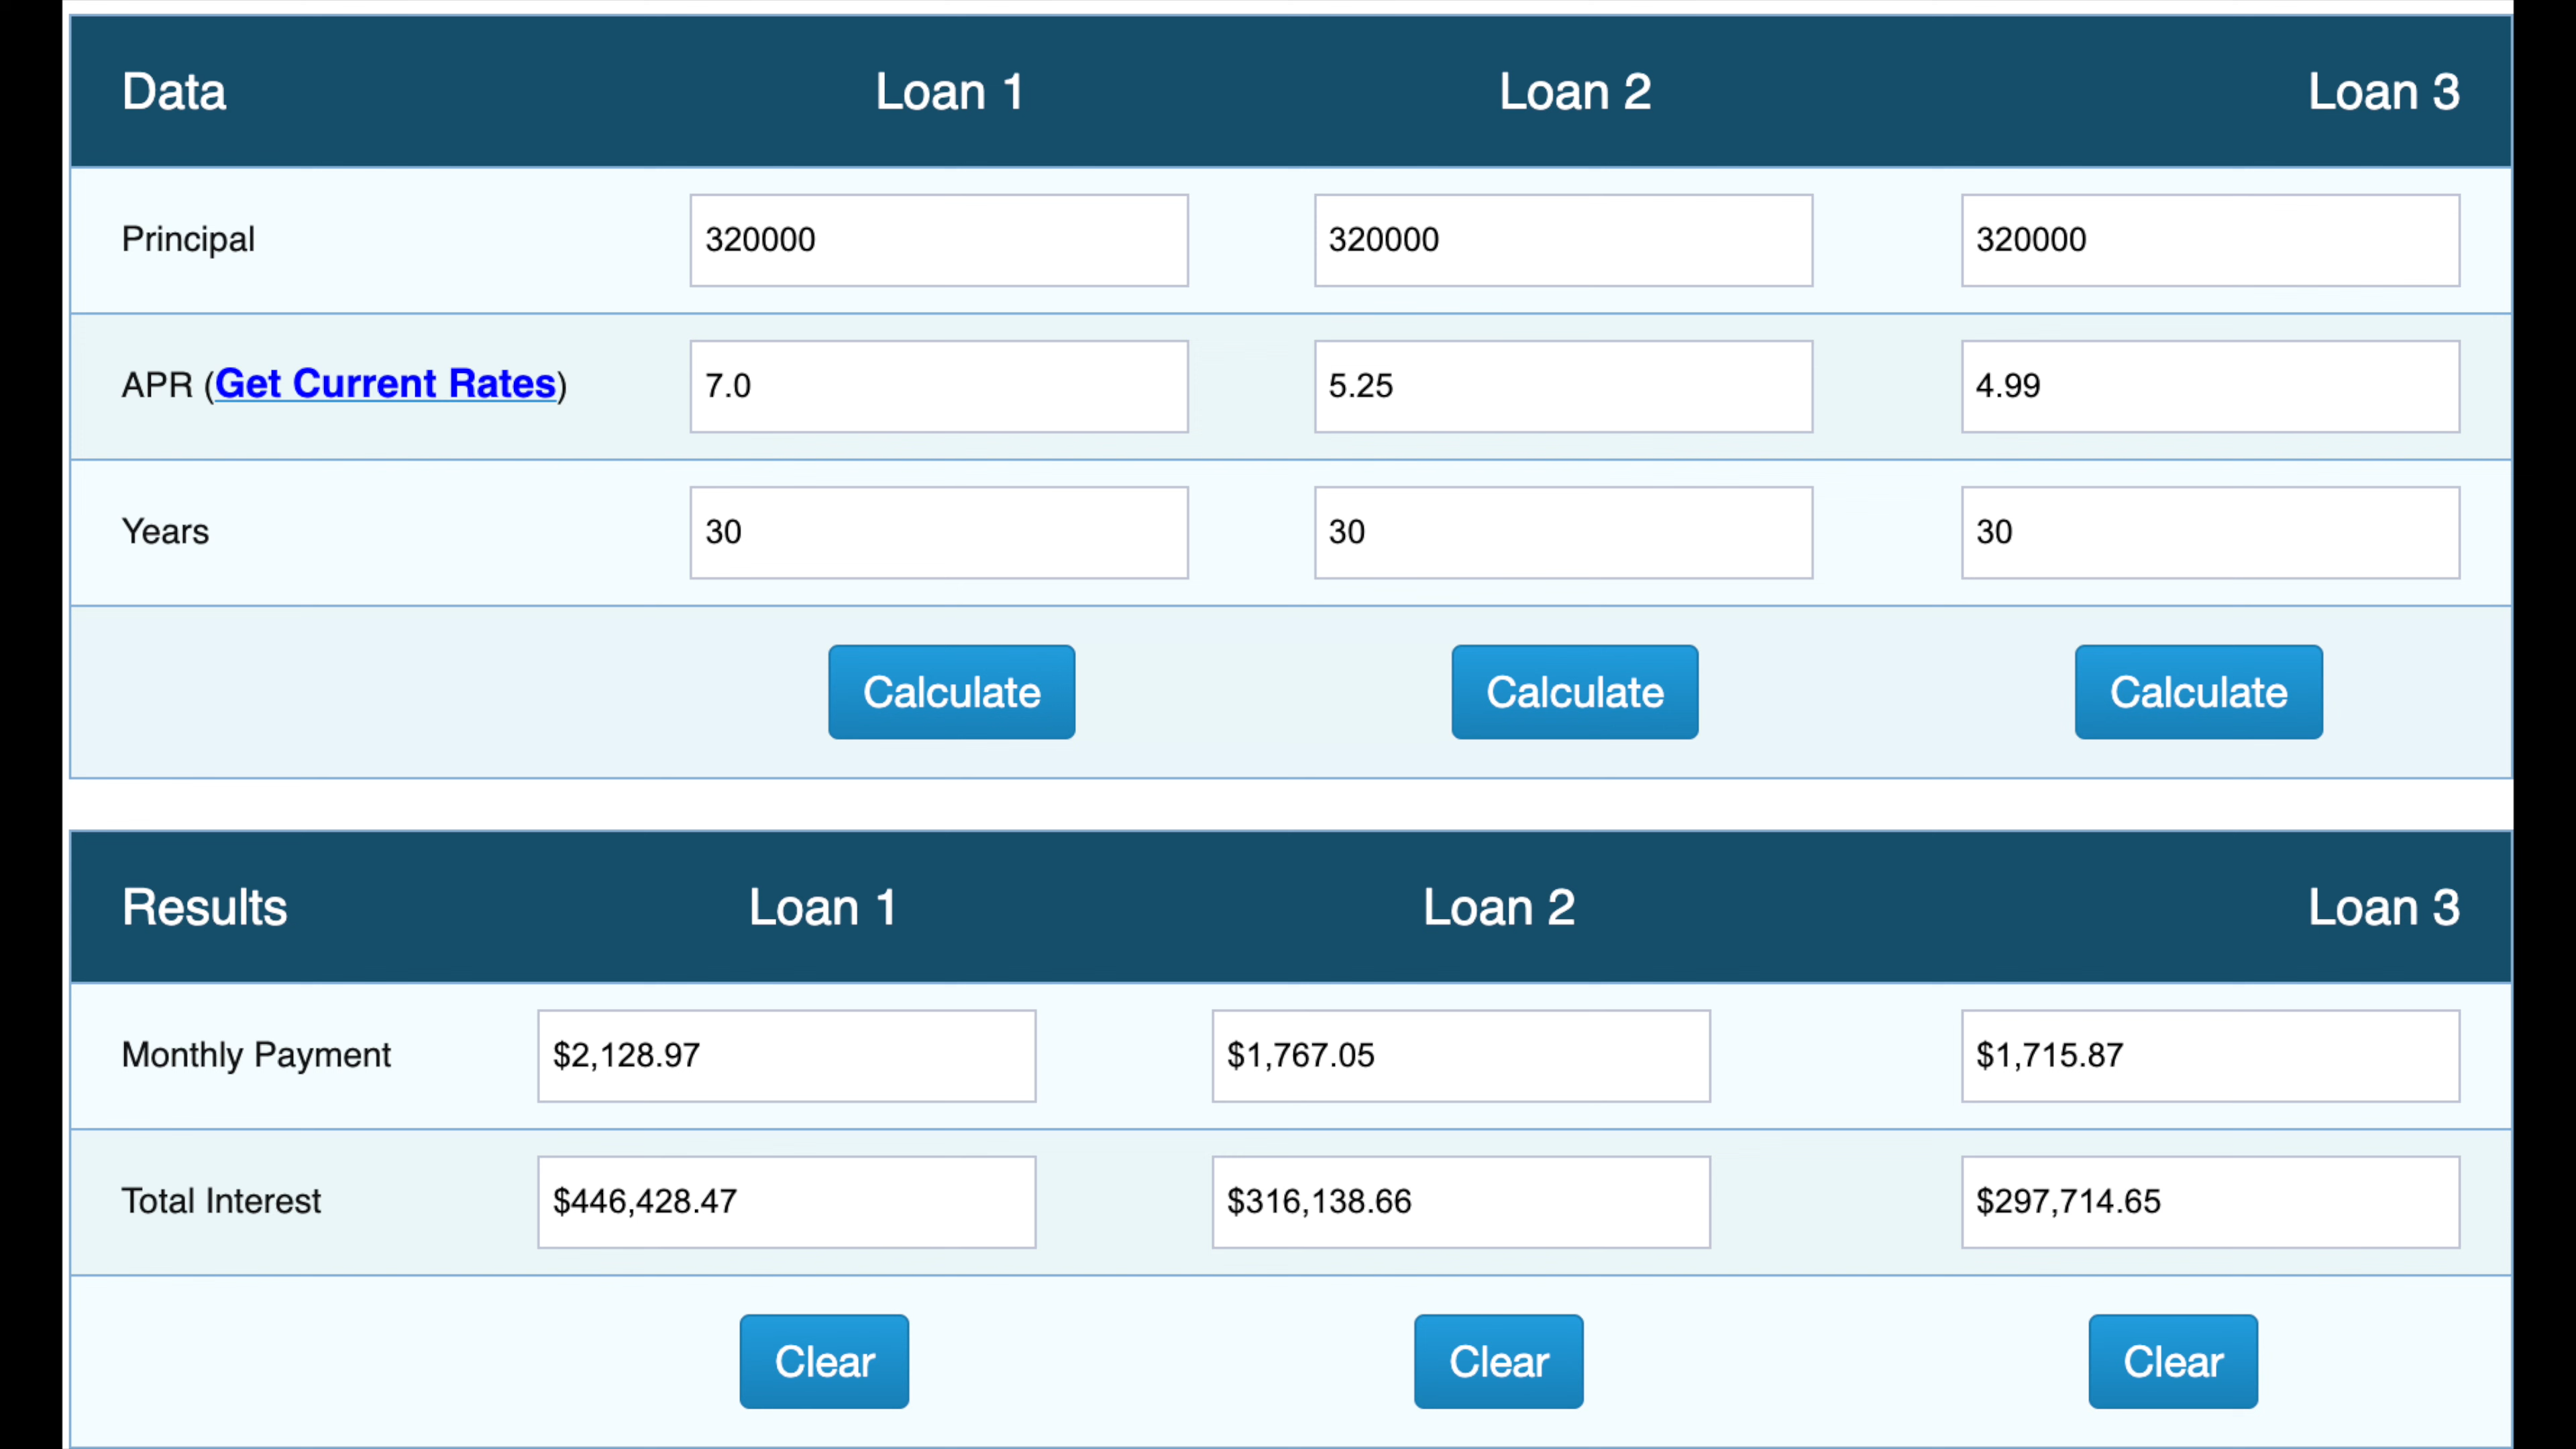 Data Loan 1 Loan 2 Loan 3
Principal 320000 320000 320000
APR (Get Current Rates) 7.0 5.25 4.99
Years 30 30 30
Calculate Calculate Calculate
Results Loan 1 Loan 2 Loan 3
Monthly Payment $2,128.97 $1,767.05 $1,715.87
Total Interest $446,428.47 $316,138.66 $297,714.65
Clear Clear Clear